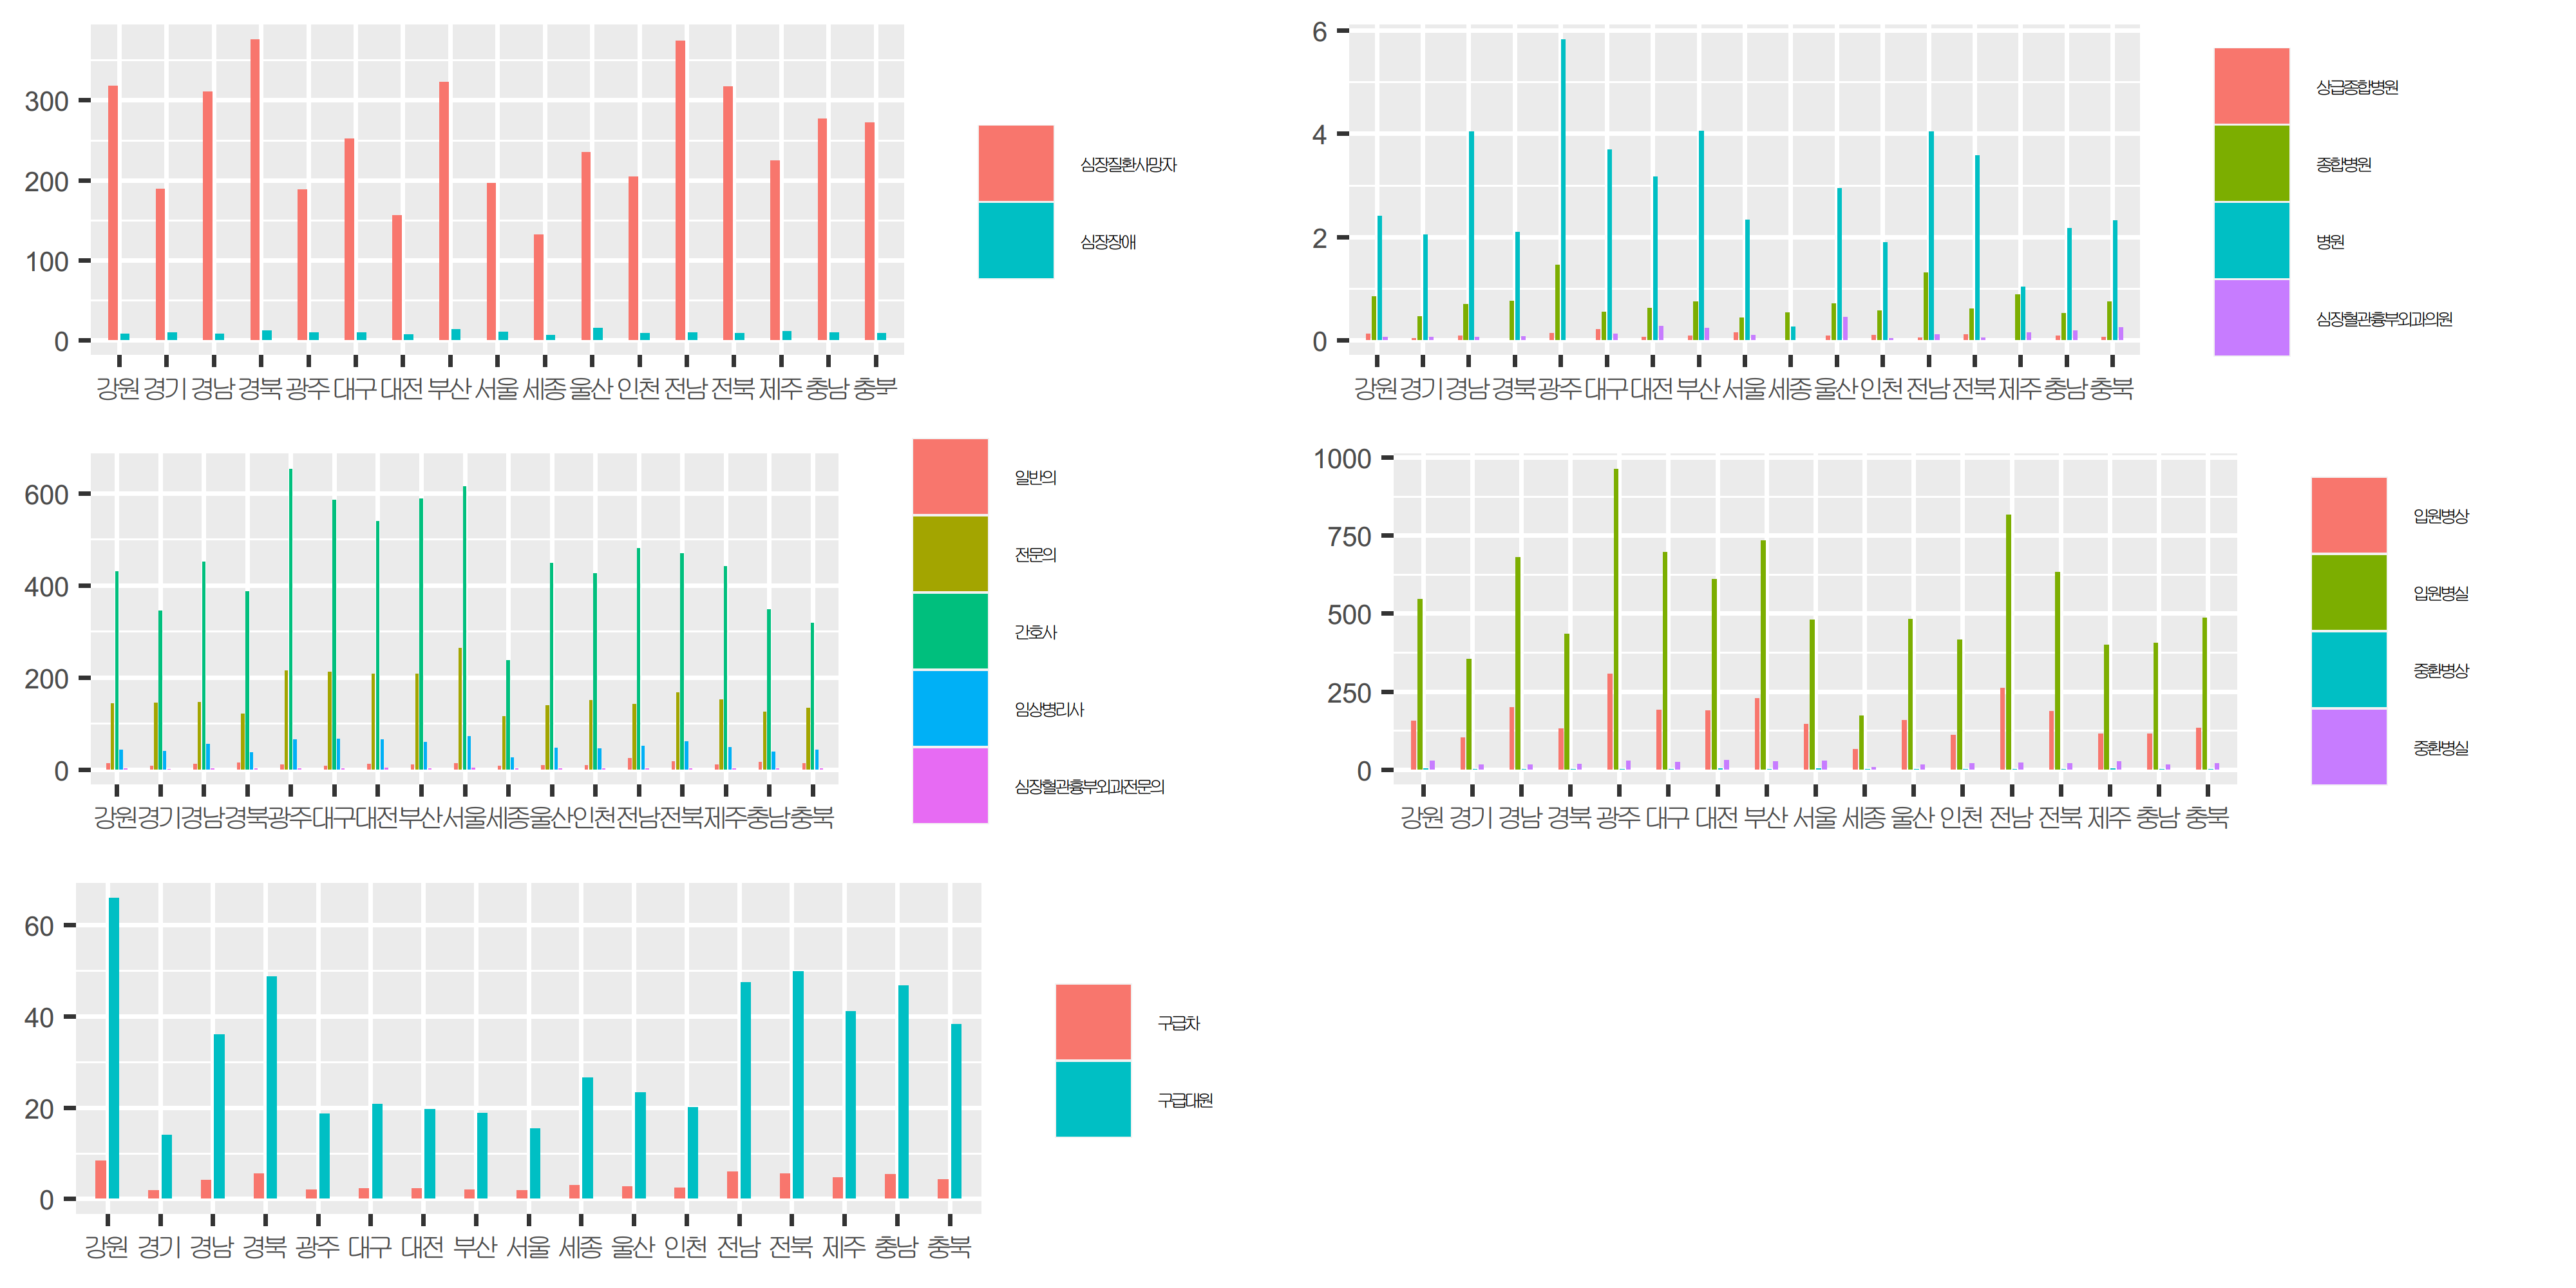 300
200
100
0
강원 경기 경남 경북 광주 대구 대전 부산 서울 세종 울산 인천 전남 전북 제주 충남 충북
심장질환사망자
심장장애
6
4
2
0
강원 경기 경남 경북 광주 대구 대전 부산 서울 세종 울산 인천 전남 전북 제주 충남 충북
상급종합병원
종합병원
병원
심장혈관흉부외과의원
600
400
200
0
강원 경기 경남 경북 광주 대구 대전 부산 서울 세종 울산 인천 전남 전북 제주 충남 충북
일반의
전문의
간호사
임상병리사
심장혈관흉부외과전문의
1000
750
500
250
0
강원 경기 경남 경북 광주 대구 대전 부산 서울 세종 울산 인천 전남 전북 제주 충남 충북
입원병상
입원병실
중환병상
중환병실
60
40
20
0
강원 경기 경남 경북 광주 대구 대전 부산 서울 세종 울산 인천 전남 전북 제주 충남 충북
구급차
구급대원